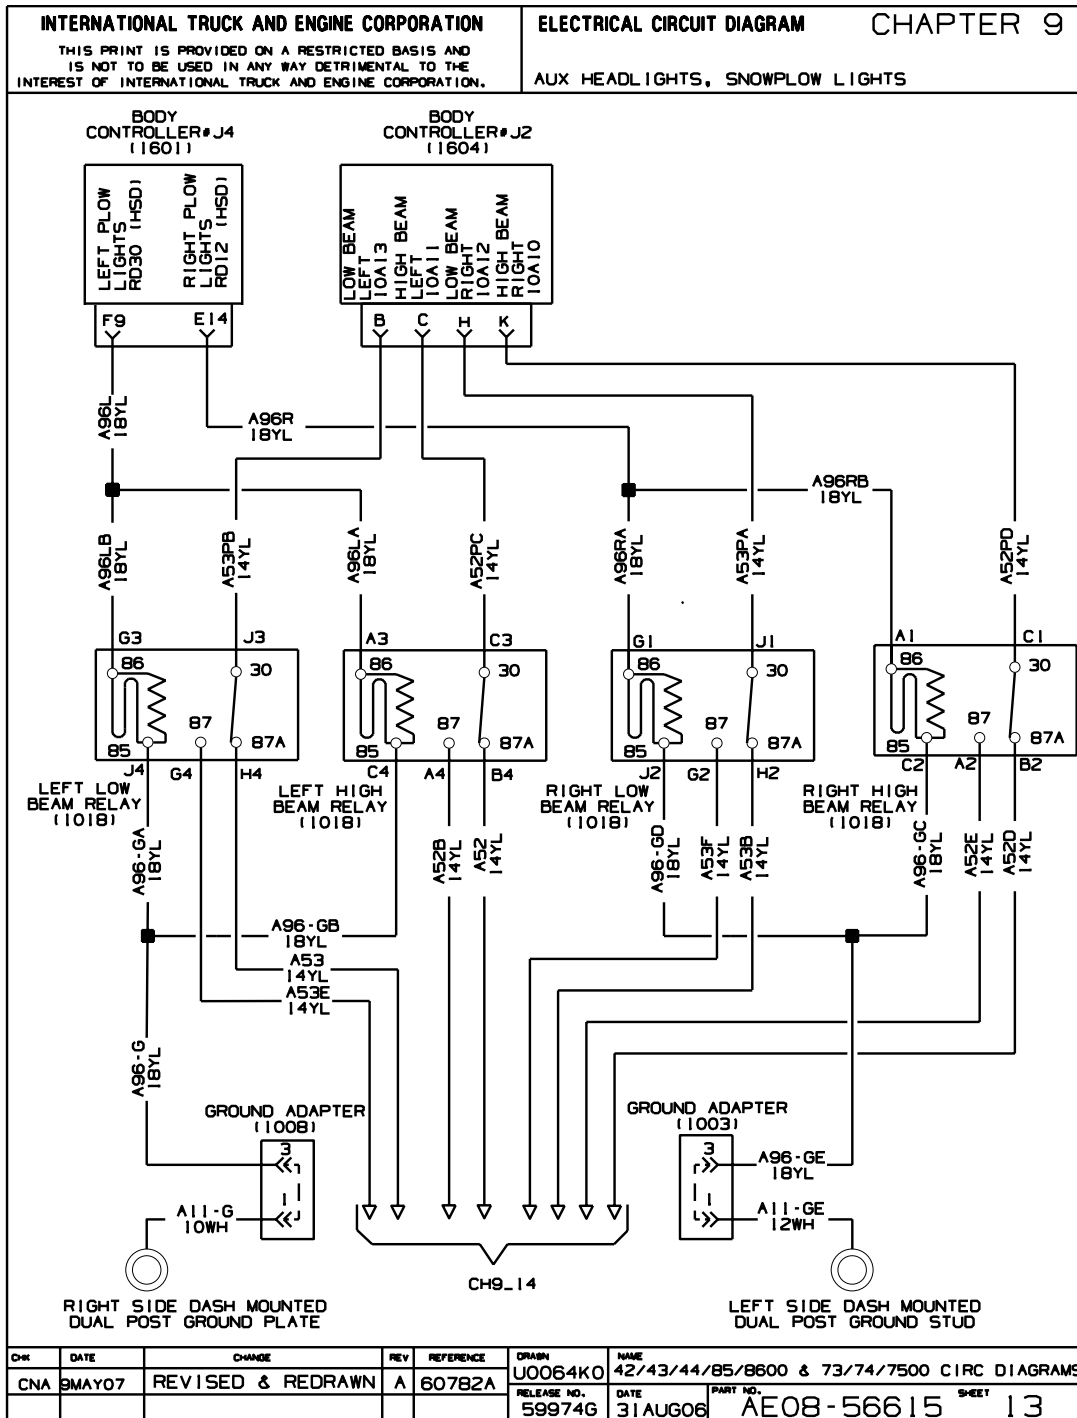 INTERNATIONAL TRUCK AND ENGINE CORPORATION
THIS PRINT IS PROVIDED ON A RESTRICTED BASIS AND
IS NOT TO BE USED IN ANY WAY DETRIMENTAL TO THE
INTEREST OF INTERNATIONAL TRUCK AND ENGINE CORPORATION.
ELECTRICAL CIRCUIT DIAGRAM
CHAPTER 9
AUX HEADLIGHTS, SNOWPLOW LIGHTS
BODY
CONTROLLER#J4
(1601)
LEFT PLOW
LIGHTS
RD30 (HSD)
RIGHT PLOW
LIGHTS
RD12 (HSD)
F9
E14
BODY
CONTROLLER#J2
(1604)
LOW BEAM
LEFT
10A13
HIGH BEAM
LEFT
10A11
LOW BEAM
RIGHT
10A12
HIGH BEAM
RIGHT
10A10
B
C
H
K
A96L
18YL
A96R
18YL
A96RB
18YL
A96LB
18YL
A53PB
14YL
A96LA
18YL
A52PC
14YL
A96RA
18YL
A53PA
14YL
A52PD
14YL
G3
J3
86
30
87
85
87A
J4
G4
H4
LEFT LOW
BEAM RELAY
(1018)
A3
C3
86
30
87
85
87A
C4
A4
B4
LEFT HIGH
BEAM RELAY
(1018)
G1
J1
86
30
87
85
87A
J2
G2
H2
RIGHT LOW
BEAM RELAY
(1018)
A1
C1
86
30
87
85
87A
C2
A2
B2
RIGHT HIGH
BEAM RELAY
(1018)
A96-GA
18YL
A52B
14YL
A52
14YL
A96-GD
18YL
A53F
14YL
A53B
14YL
A96-GC
18YL
A52E
14YL
A52D
14YL
A96-GB
18YL
A53
14YL
A53E
14YL
A96-G
18YL
GROUND ADAPTER
(1008)
3
1
A11-G
10WH
RIGHT SIDE DASH MOUNTED
DUAL POST GROUND PLATE
CH9_14
GROUND ADAPTER
(1003)
3
1
A96-GE
18YL
A11-GE
12WH
LEFT SIDE DASH MOUNTED
DUAL POST GROUND STUD
CHK
DATE
CHANGE
REV
REFERENCE
CNA
9MAY07
REVISED & REDRAWN
A
60782A
DRAWN
U0064K0
NAME
42/43/44/85/8600 & 73/74/7500 CIRC DIAGRAMS
RELEASE NO.
59974G
DATE
31AUG06
PART NO.
AE08-56615
SHEET
13